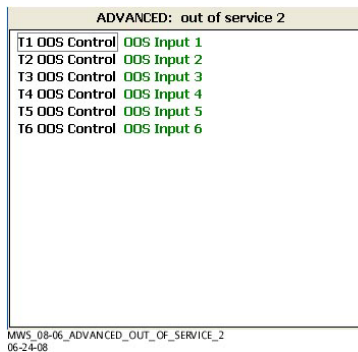 ADVANCED: out of service 2
T1 OOS Control OOS Input 1
T2 OOS Control OOS Input 2
T3 OOS Control OOS Input 3
T4 OOS Control OOS Input 4
T5 OOS Control OOS Input 5
T6 OOS Control OOS Input 6
MWS_08-06_ADVANCED_OUT_OF_SERVICE_2
06-24-08